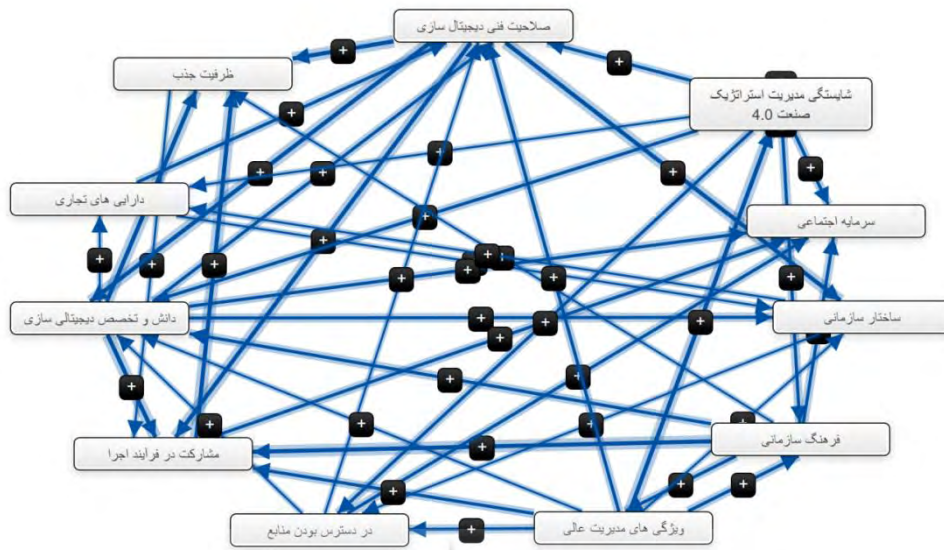 صلاحیت فنی دیجیتال سازی
ظرفیت جذب
شایستگی مدیریت استراتژیک
صنعت 4.0
دارایی های تجاری
سرمایه اجتماعی
دانش و تخصص دیجیتالی سازی
ساختار سازمانی
مشارکت در فرآیند اجرا
فرهنگ سازمانی
در دسترس بودن منابع
ویژگی های مدیریت عالی